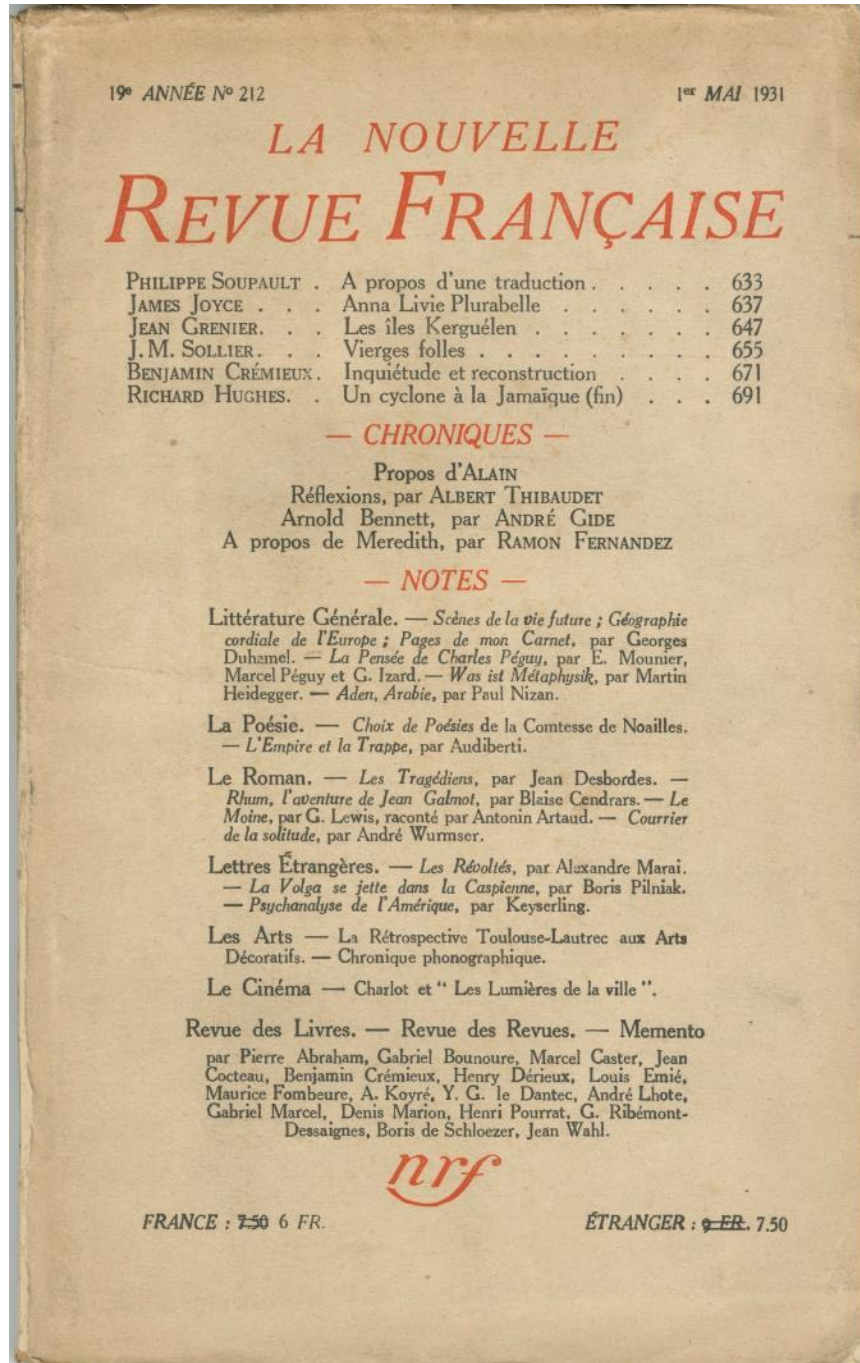 19e ANNÉE No 212 1er MAI 1931
LA NOUVELLE
REVUE FRANÇAISE
PHILIPPE SOUPAULT . A propos d'une traduction . . . . . 633
JAMES JOYCE . . . Anna Livie Plurabelle . . . . . . 637
JEAN GRENIER. . . Les îles Kerguélen . . . . . . . 647
J. M. SOLLIER. . . Vierges folles . . . . . . . . . 655
BENJAMIN CRÉMIEUX. Inquiétude et reconstruction . . . . 671
RICHARD HUGHES. . Un cyclone à la Jamaïque (fin) . . . 691
— CHRONIQUES —
Propos d'ALAIN
Réflexions, par ALBERT THIBAUDET
Arnold Bennett, par ANDRÉ GIDE
A propos de Meredith, par RAMON FERNANDEZ
— NOTES —
Littérature Générale. — Scènes de la vie future ; Géographie
cordiale de l'Europe ; Pages de mon Carnet, par Georges
Duhamel. — La Pensée de Charles Péguy, par E. Mounier,
Marcel Péguy et G. Izard. — Was ist Métaphysik, par Martin
Heidegger. — Aden, Arabie, par Paul Nizan.
La Poésie. — Choix de Poésies de la Comtesse de Noailles.
— L'Empire et la Trappe, par Audiberti.
Le Roman. — Les Tragédiens, par Jean Desbordes. —
Rhum, l'aventure de Jean Galmot, par Blaise Cendrars. — Le
Moine, par G. Lewis, raconté par Antonin Artaud. — Courrier
de la solitude, par André Wurmser.
Lettres Étrangères. — Les Révoltés, par Alexandre Marai.
— La Volga se jette dans la Caspienne, par Boris Pilniak.
— Psychanalyse de l'Amérique, par Keyserling.
Les Arts — La Rétrospective Toulouse-Lautrec aux Arts
Décoratifs. — Chronique phonographique.
Le Cinéma — Charlot et " Les Lumières de la ville ".
Revue des Livres. — Revue des Revues. — Memento
par Pierre Abraham, Gabriel Bounoure, Marcel Caster, Jean
Cocteau, Benjamin Crémieux, Henry Dérieux, Louis Emié,
Maurice Fombeure, A. Koyré, Y. G. le Dantec, André Lhote,
Gabriel Marcel, Denis Marion, Henri Pourrat, G. Ribémont-
Dessaignes, Boris de Schloezer, Jean Wahl.
nrf
FRANCE : 7.50 6 FR. ÉTRANGER : 9 FR. 7.50